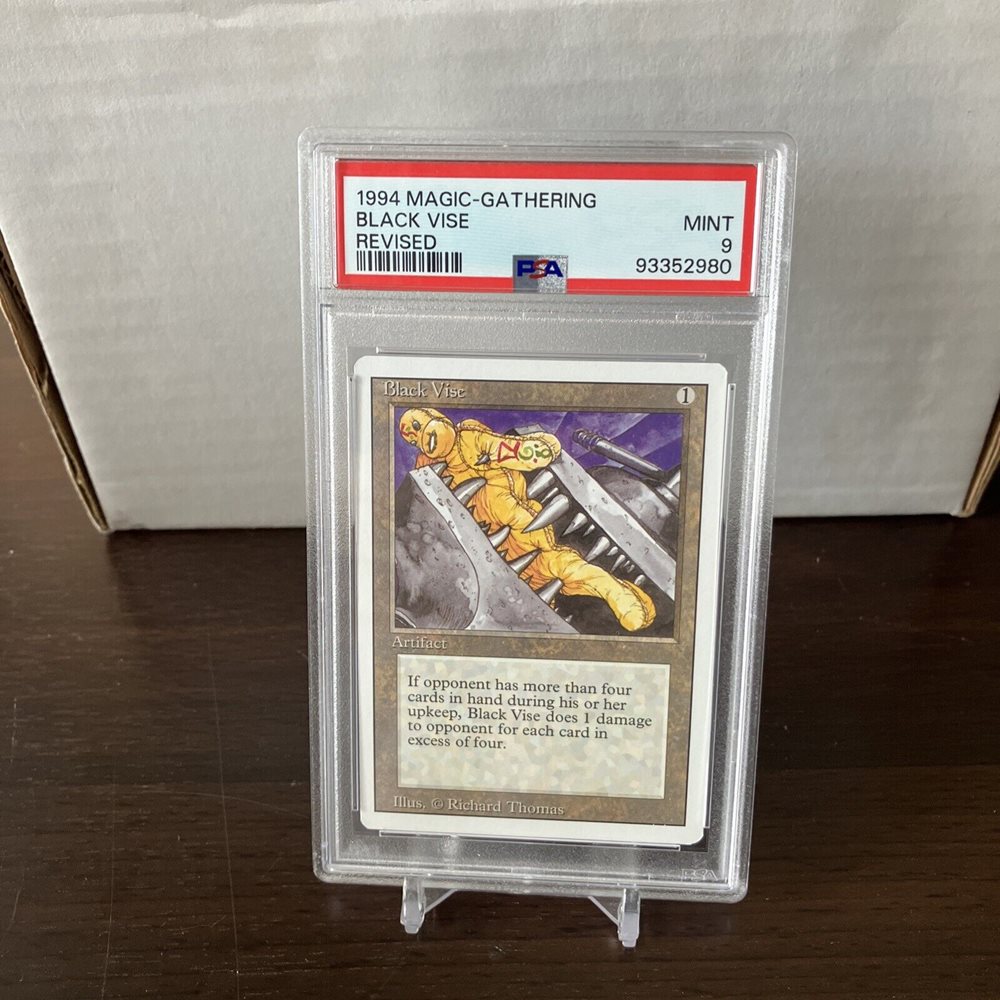 1994 MAGIC-GATHERING
BLACK VISE MINT
REVISED 9
PSA 93352980
Black Vise 1
Artifact
If opponent has more than four
cards in hand during his or her
upkeep, Black Vise does 1 damage
to opponent for each card in
excess of four.
Illus. © Richard Thomas
PSA